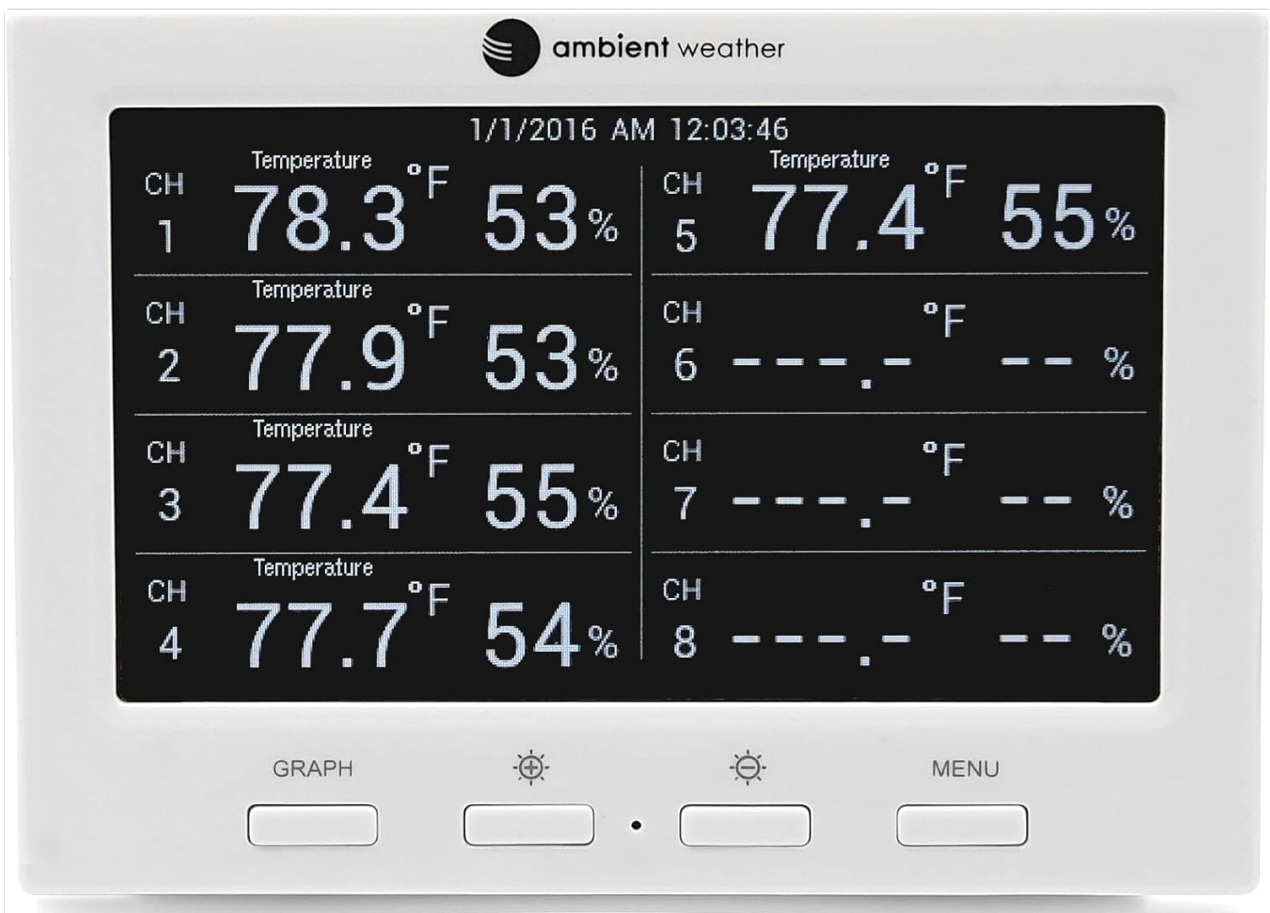 ambient weather
1/1/2016 AM 12:03:46
CH 1 Temperature 78.3 °F 53%
CH 2 Temperature 77.9 °F 53%
CH 3 Temperature 77.4 °F 55%
CH 4 Temperature 77.7 °F 54%
CH 5 Temperature 77.4 °F 55%
CH 6 ---.- °F -- %
CH 7 ---.- °F -- %
CH 8 ---.- °F -- %
GRAPH MENU